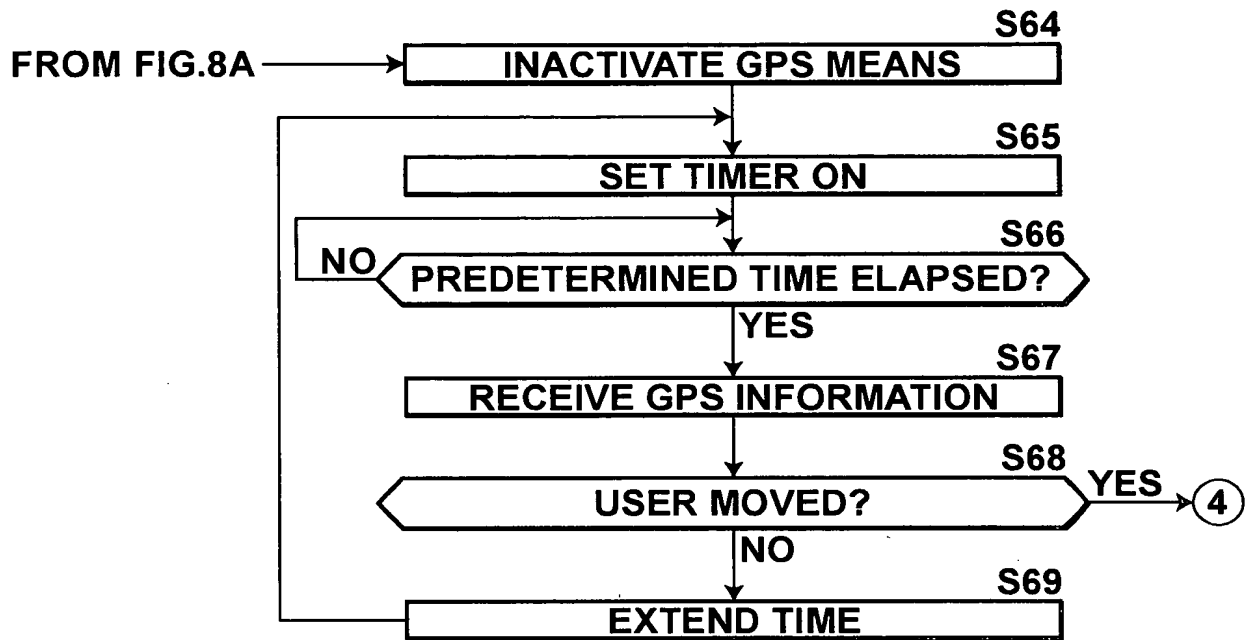 S64
FROM FIG.8A
INACTIVATE GPS MEANS
S65
SET TIMER ON
S66
NO
PREDETERMINED TIME ELAPSED?
YES
S67
RECEIVE GPS INFORMATION
S68
USER MOVED?
YES
4
NO
S69
EXTEND TIME